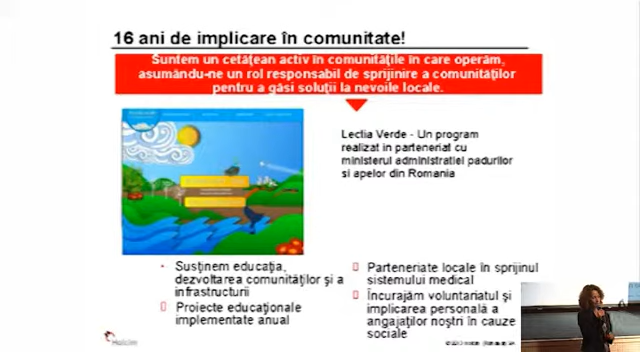 16 ani de implicare în comunitate!
Suntem un cetăţean activ în comunităţile în care operăm,
asumându-ne un rol responsabil de sprijinire a comunităţilor
pentru a găsi soluţii la nevoile locale.
Lectia Verde - Un program
realizat in parteneriat cu
ministerul administratiei padurilor
si apelor din Romania
Susţinem educaţia,
dezvoltarea comunităţilor şi a
infrastructurii
Proiecte educaţionale
implementate anual
Parteneriate locale în sprijinul
sistemului medical
Încurajăm voluntariatul şi
implicarea personală a
angajaţilor noştri în cauze
sociale
Holcim